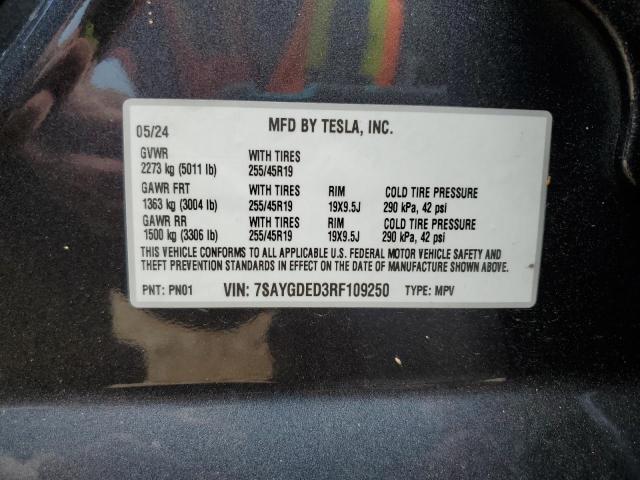 05/24 MFD BY TESLA, INC.
GVWR WITH TIRES
2273 kg (5011 lb) 255/45R19
GAWR FRT WITH TIRES RIM COLD TIRE PRESSURE
1363 kg (3004 lb) 255/45R19 19X9.5J 290 kPa, 42 psi
GAWR RR WITH TIRES RIM COLD TIRE PRESSURE
1500 kg (3306 lb) 255/45R19 19X9.5J 290 kPa, 42 psi
THIS VEHICLE CONFORMS TO ALL APPLICABLE U.S. FEDERAL MOTOR VEHICLE SAFETY AND
THEFT PREVENTION STANDARDS IN EFFECT ON THE DATE OF MANUFACTURE SHOWN ABOVE.
PNT: PN01 VIN: 7SAYGDED3RF109250 TYPE: MPV